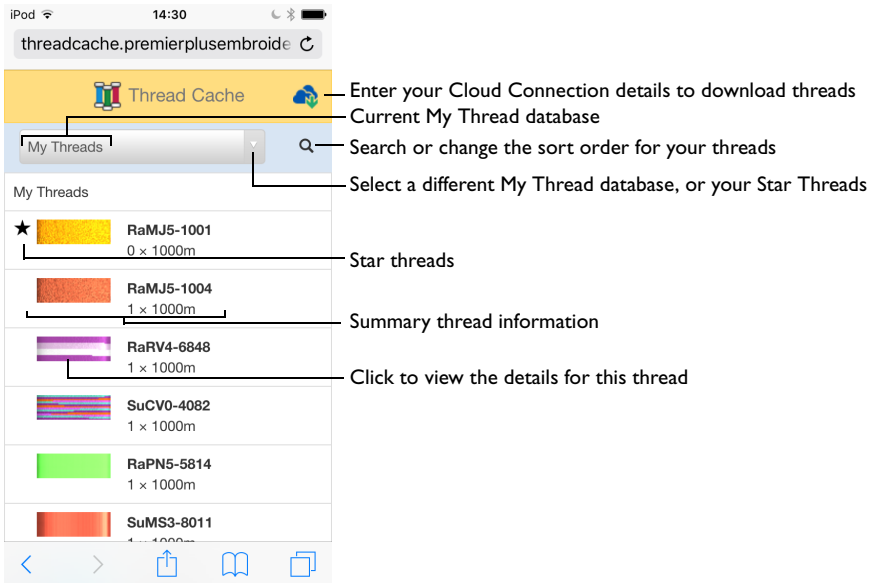 iPod 14:30
threadcache.premierplusembroide
Thread Cache
Enter your Cloud Connection details to download threads
Current My Thread database
My Threads
Search or change the sort order for your threads
Select a different My Thread database, or your Star Threads
My Threads
RaMJ5-1001
0 × 1000m
Star threads
RaMJ5-1004
1 × 1000m
Summary thread information
RaRV4-6848
1 × 1000m
Click to view the details for this thread
SuCV0-4082
1 × 1000m
RaPN5-5814
1 × 1000m
SuMS3-8011
1 × 1000m